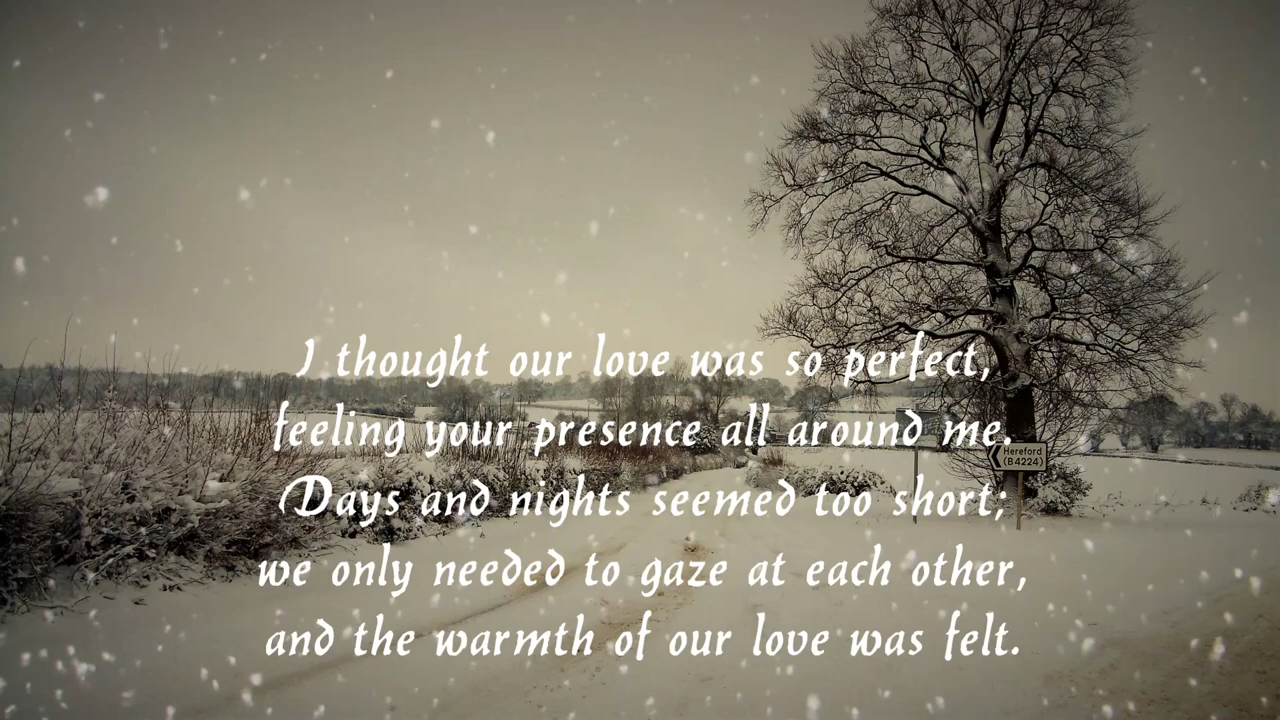 I thought our love was so perfect,
feeling your presence all around me.
Hereford
(B4224)
Days and nights seemed too short;
we only needed to gaze at each other,
and the warmth of our love was felt.